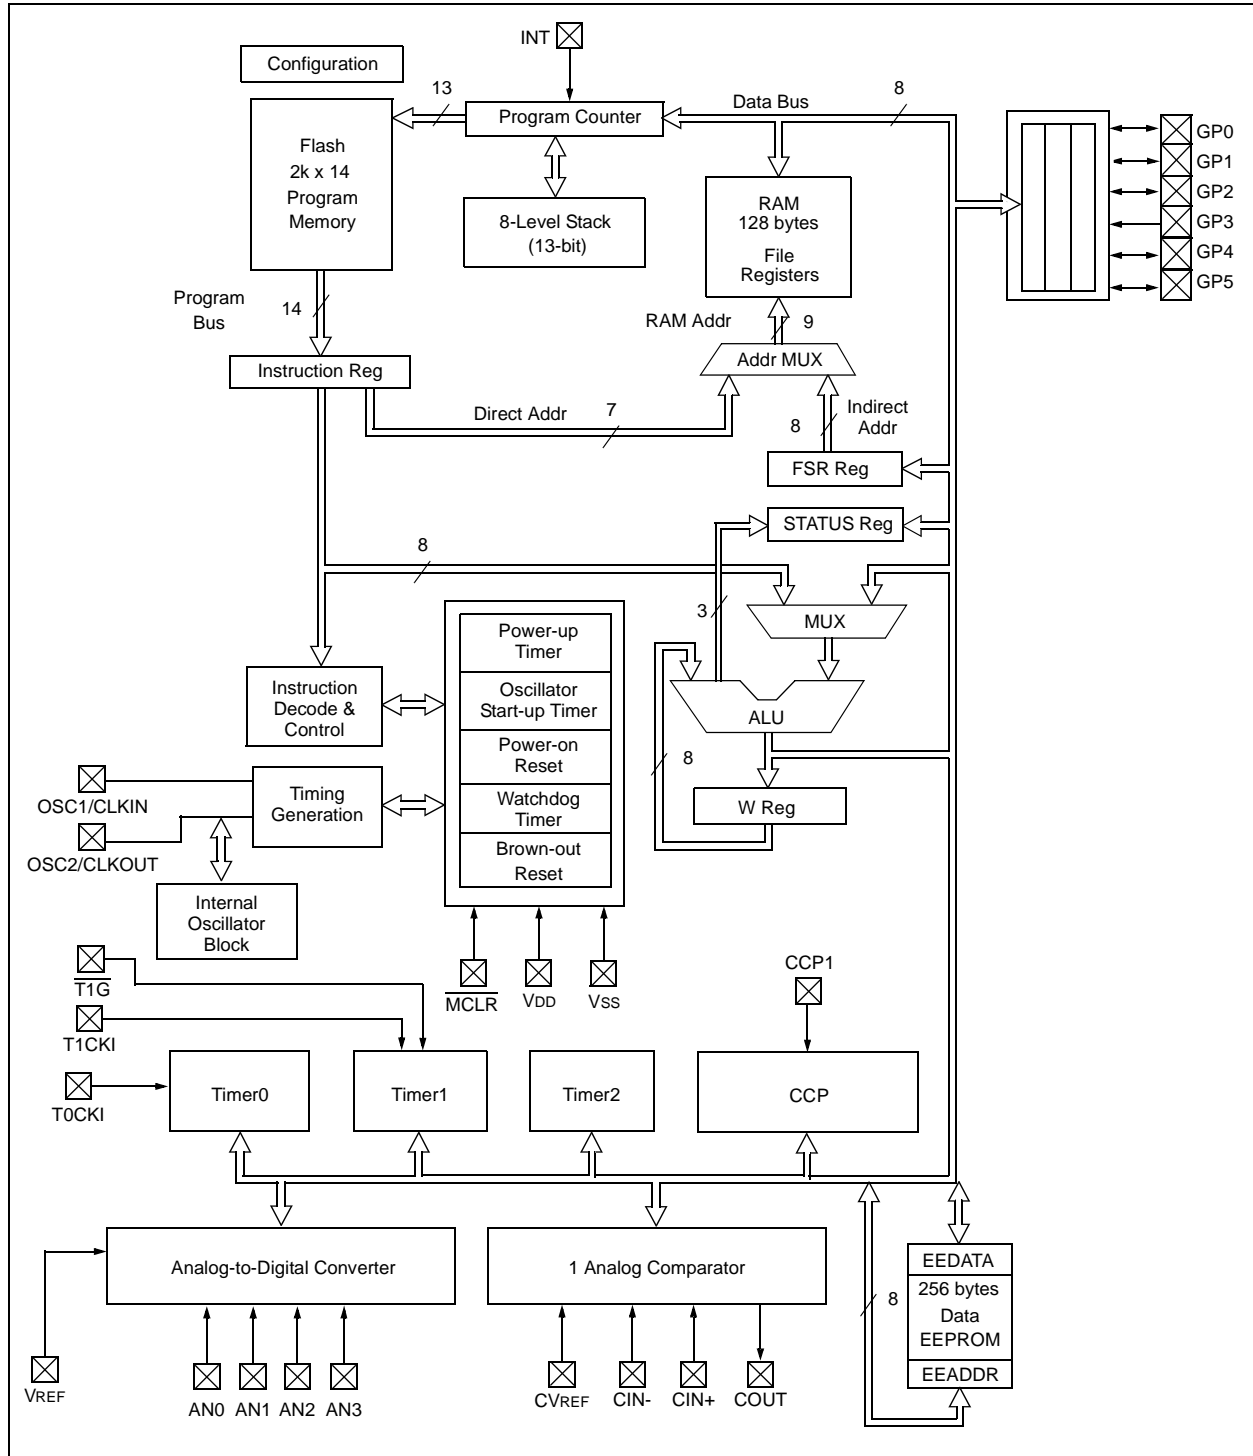 INT
Configuration
13
Program Counter
Data Bus
8
Flash
2k x 14
Program
Memory
8-Level Stack
(13-bit)
RAM
128 bytes
File
Registers
GP0
GP1
GP2
GP3
GP4
GP5
Program
Bus
14
RAM Addr
9
Addr MUX
Instruction Reg
Direct Addr
7
8
Indirect
Addr
FSR Reg
STATUS Reg
8
3
MUX
Power-up
Timer
Oscillator
Start-up Timer
Power-on
Reset
Watchdog
Timer
Brown-out
Reset
Instruction
Decode &
Control
ALU
8
W Reg
OSC1/CLKIN
Timing
Generation
OSC2/CLKOUT
Internal
Oscillator
Block
T1G
MCLR
VDD
VSS
CCP1
T1CKI
T0CKI
Timer0
Timer1
Timer2
CCP
Analog-to-Digital Converter
1 Analog Comparator
EEDATA
256 bytes
Data
EEPROM
EEADDR
8
VREF
AN0
AN1
AN2
AN3
CVREF
CIN-
CIN+
COUT